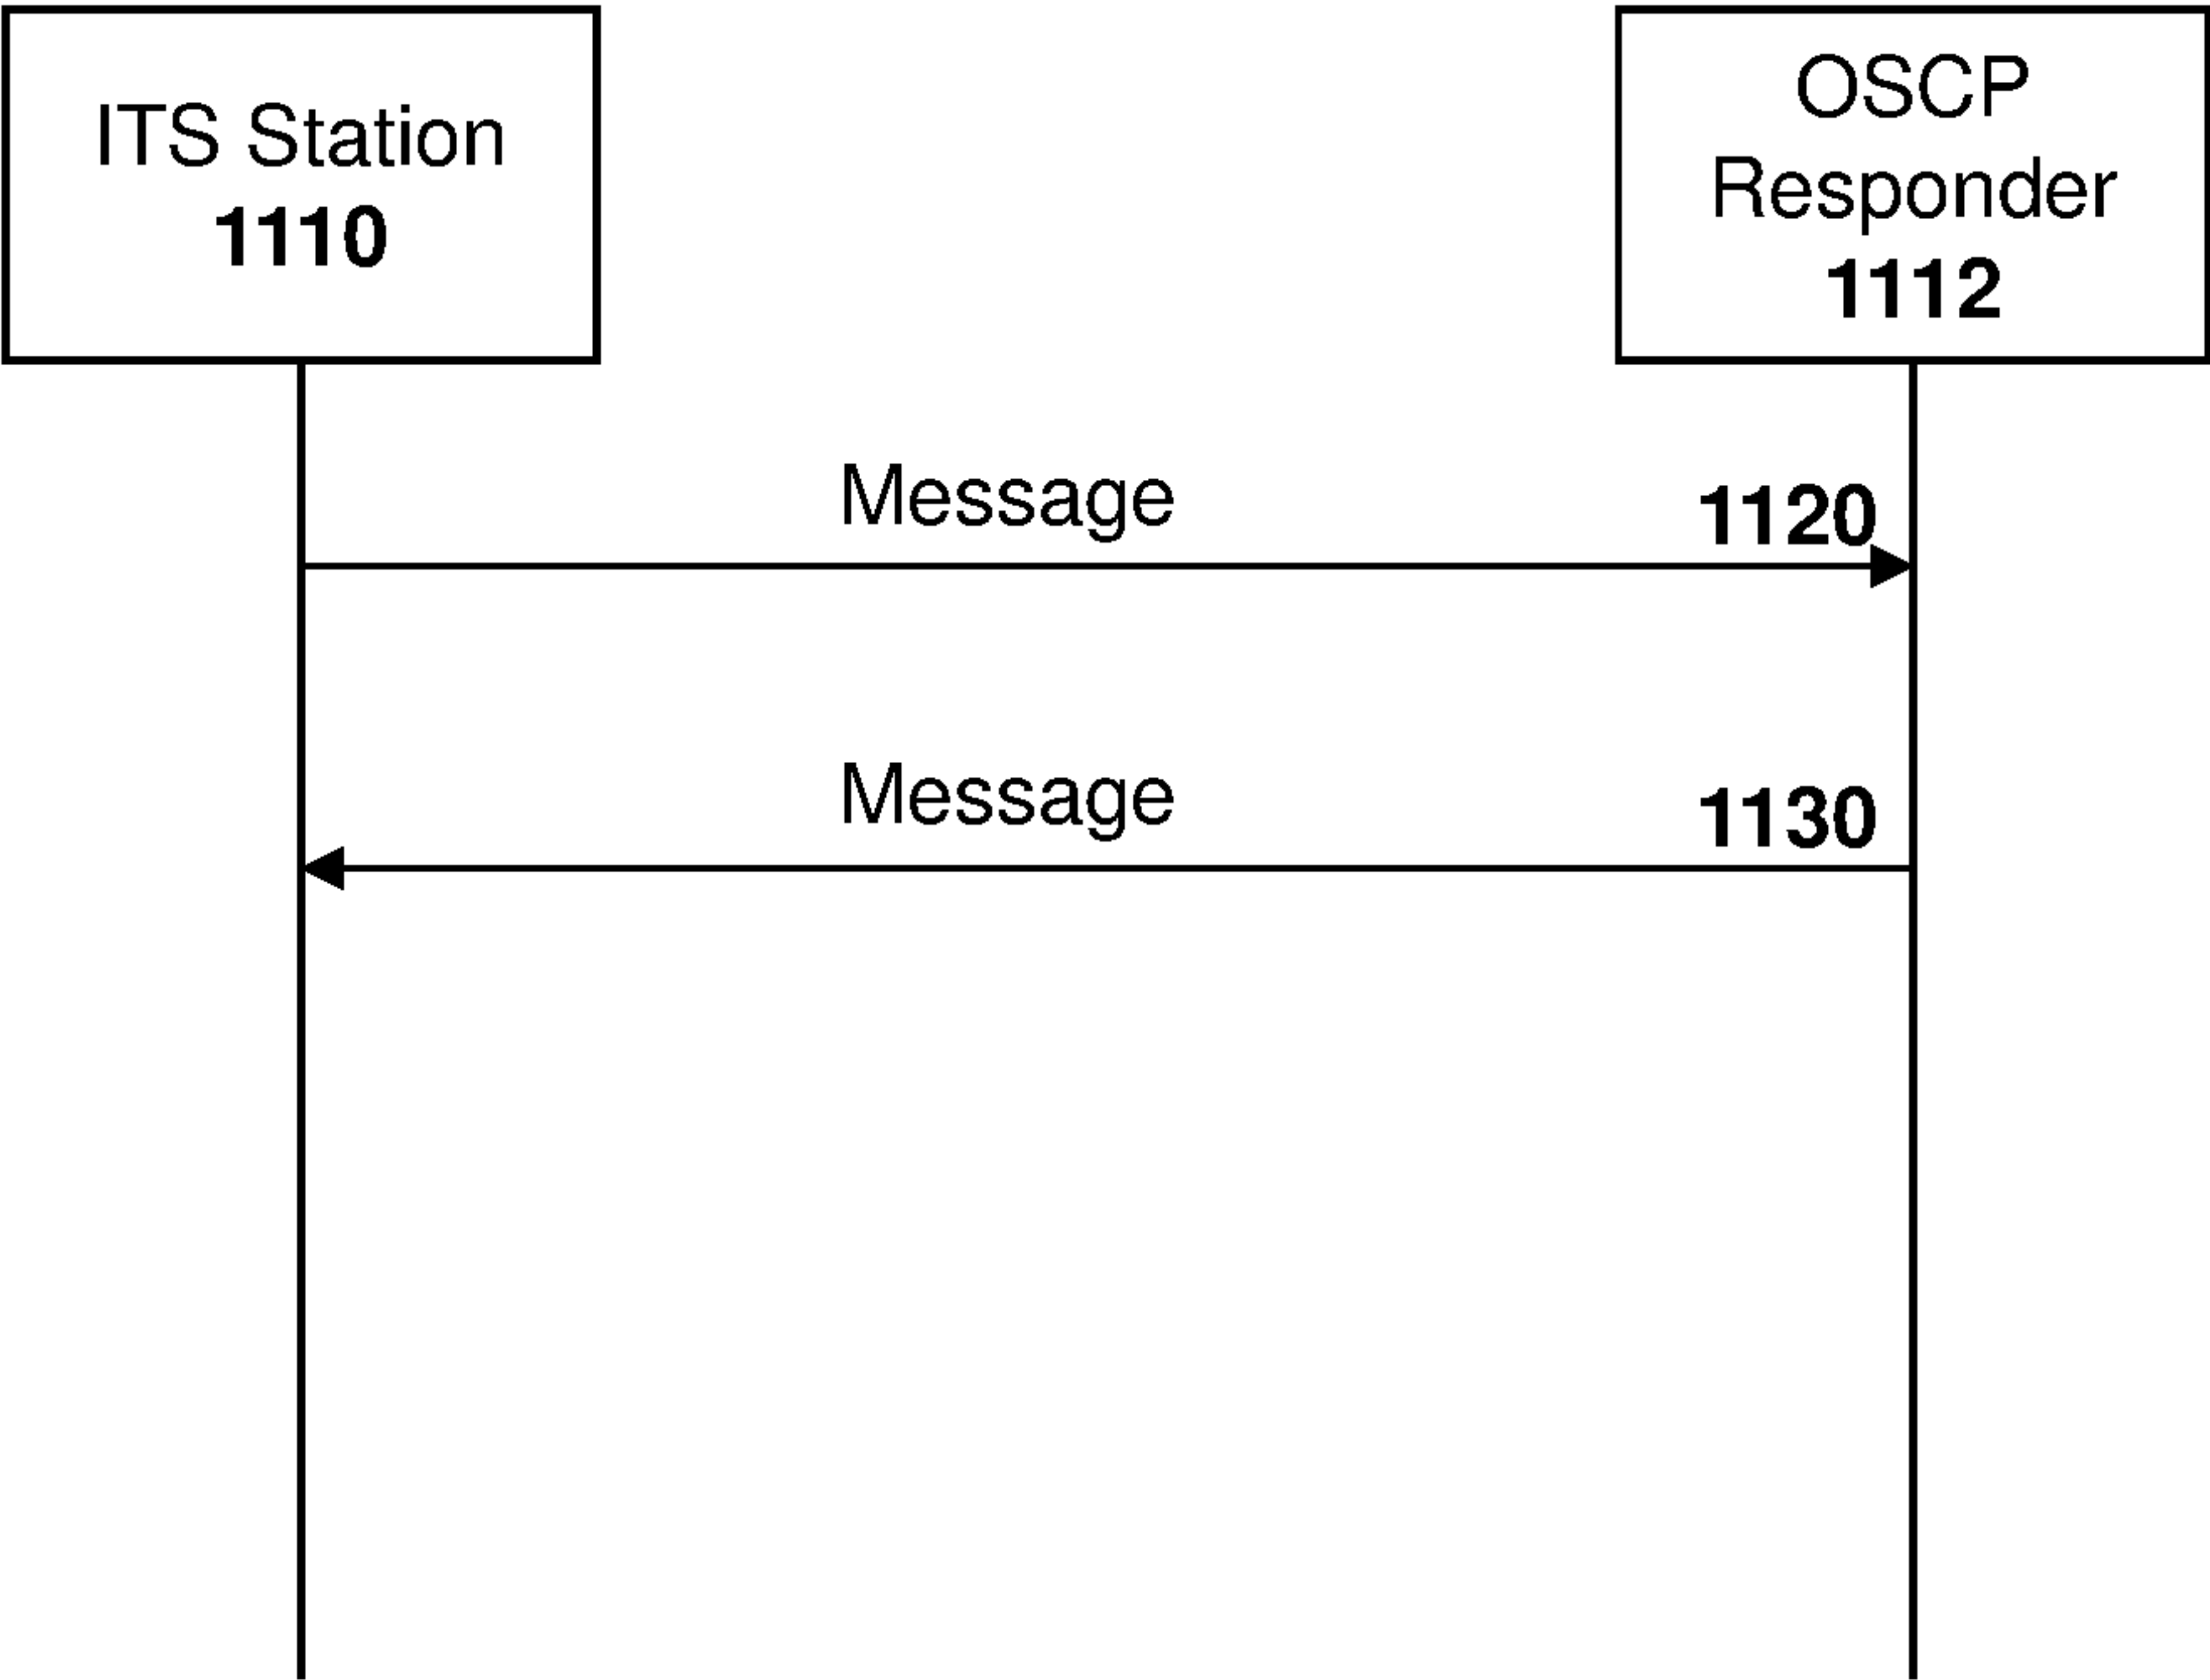 ITS Station
1110
OSCP
Responder
1112
Message
1120
Message
1130